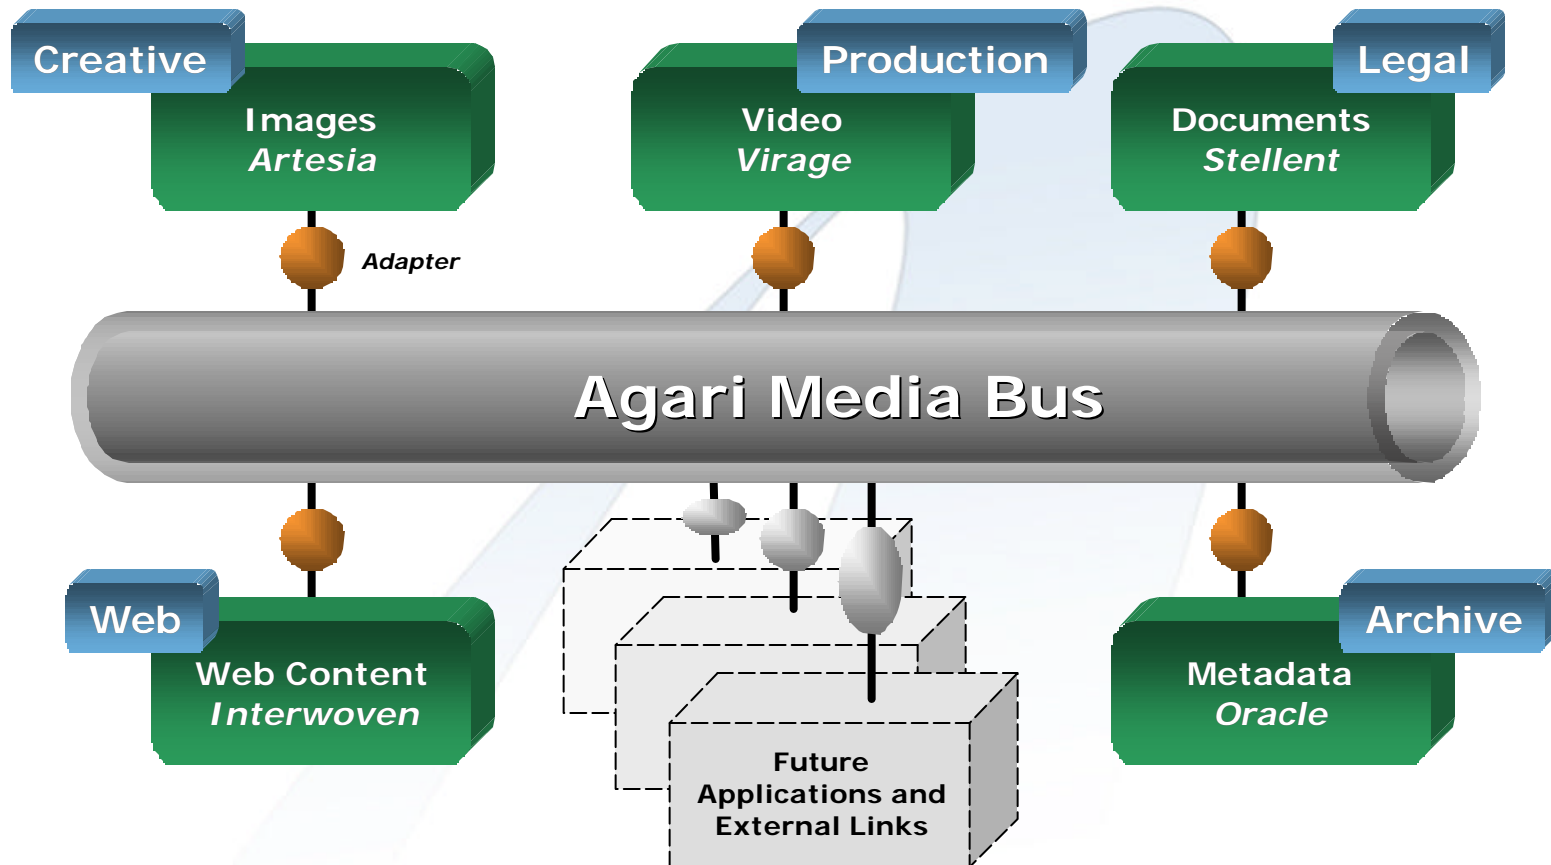 Creative
Images
Artesia
Production
Video
Virage
Legal
Documents
Stellent
Adapter
Agari Media Bus
Web
Web Content
Interwoven
Future
Applications and
External Links
Archive
Metadata
Oracle